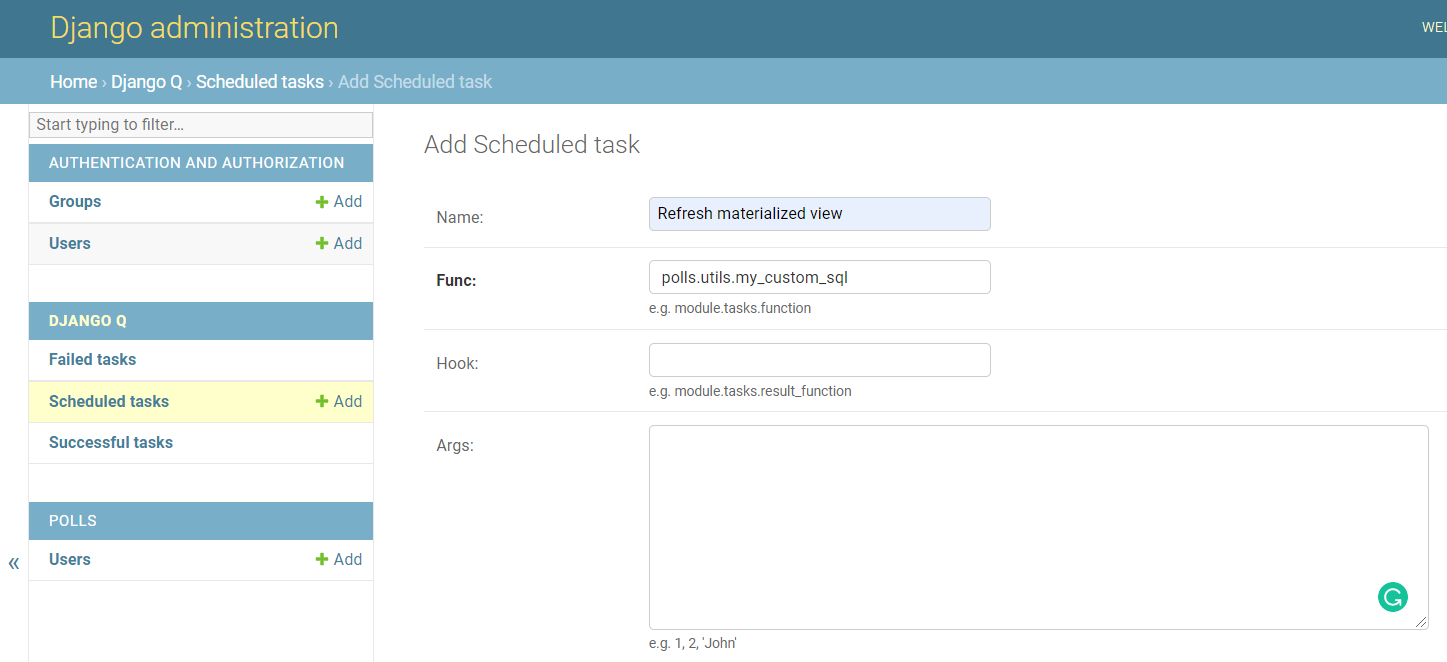 Django administration
WEL
Home › Django Q › Scheduled tasks › Add Scheduled task
Start typing to filter...
AUTHENTICATION AND AUTHORIZATION
Groups + Add
Users + Add
DJANGO Q
Failed tasks
Scheduled tasks + Add
Successful tasks
POLLS
Users + Add
«
Add Scheduled task
Name: Refresh materialized view
Func: polls.utils.my_custom_sql
e.g. module.tasks.function
Hook:
e.g. module.tasks.result_function
Args:
e.g. 1, 2, 'John'